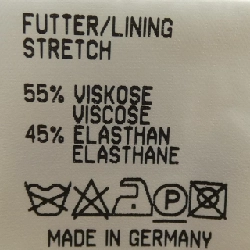 FUTTER/LINING
STRETCH
55% VISKOSE
VISCOSE
45% ELASTHAN
ELASTHANE
P
MADE IN GERMANY